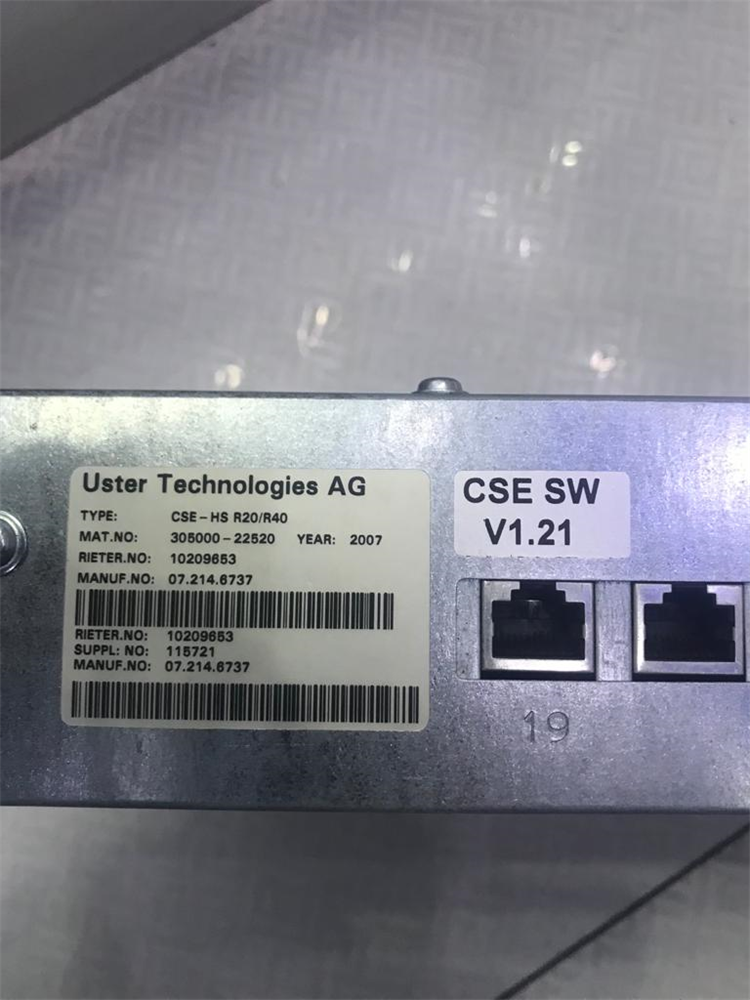 Uster Technologies AG
TYPE: CSE-HS R20/R40
MAT.NO: 305000-22520 YEAR: 2007
RIETER.NO: 10209653
MANUF.NO: 07.214.6737
RIETER.NO: 10209653
SUPPL: NO: 115721
MANUF.NO: 07.214.6737
CSE SW
V1.21
19